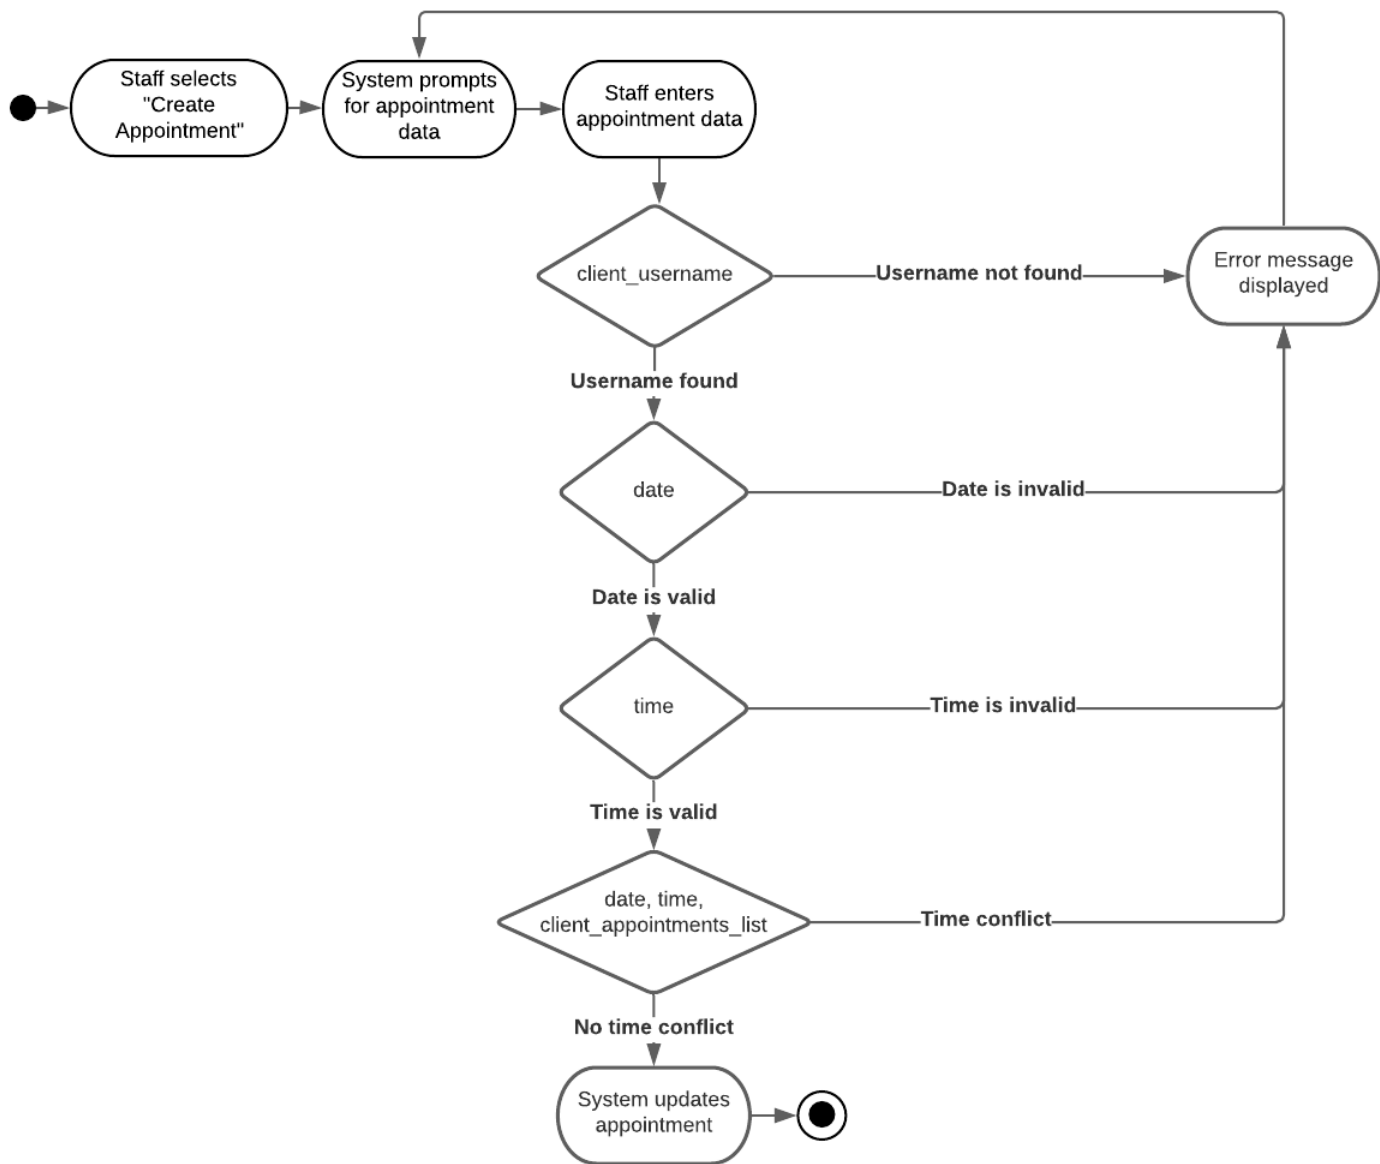 Staff selects
"Create
Appointment"
System prompts
for appointment
data
Staff enters
appointment data
client_username
Username not found
Error message
displayed
Username found
date
Date is invalid
Date is valid
time
Time is invalid
Time is valid
date, time,
client_appointments_list
Time conflict
No time conflict
System updates
appointment